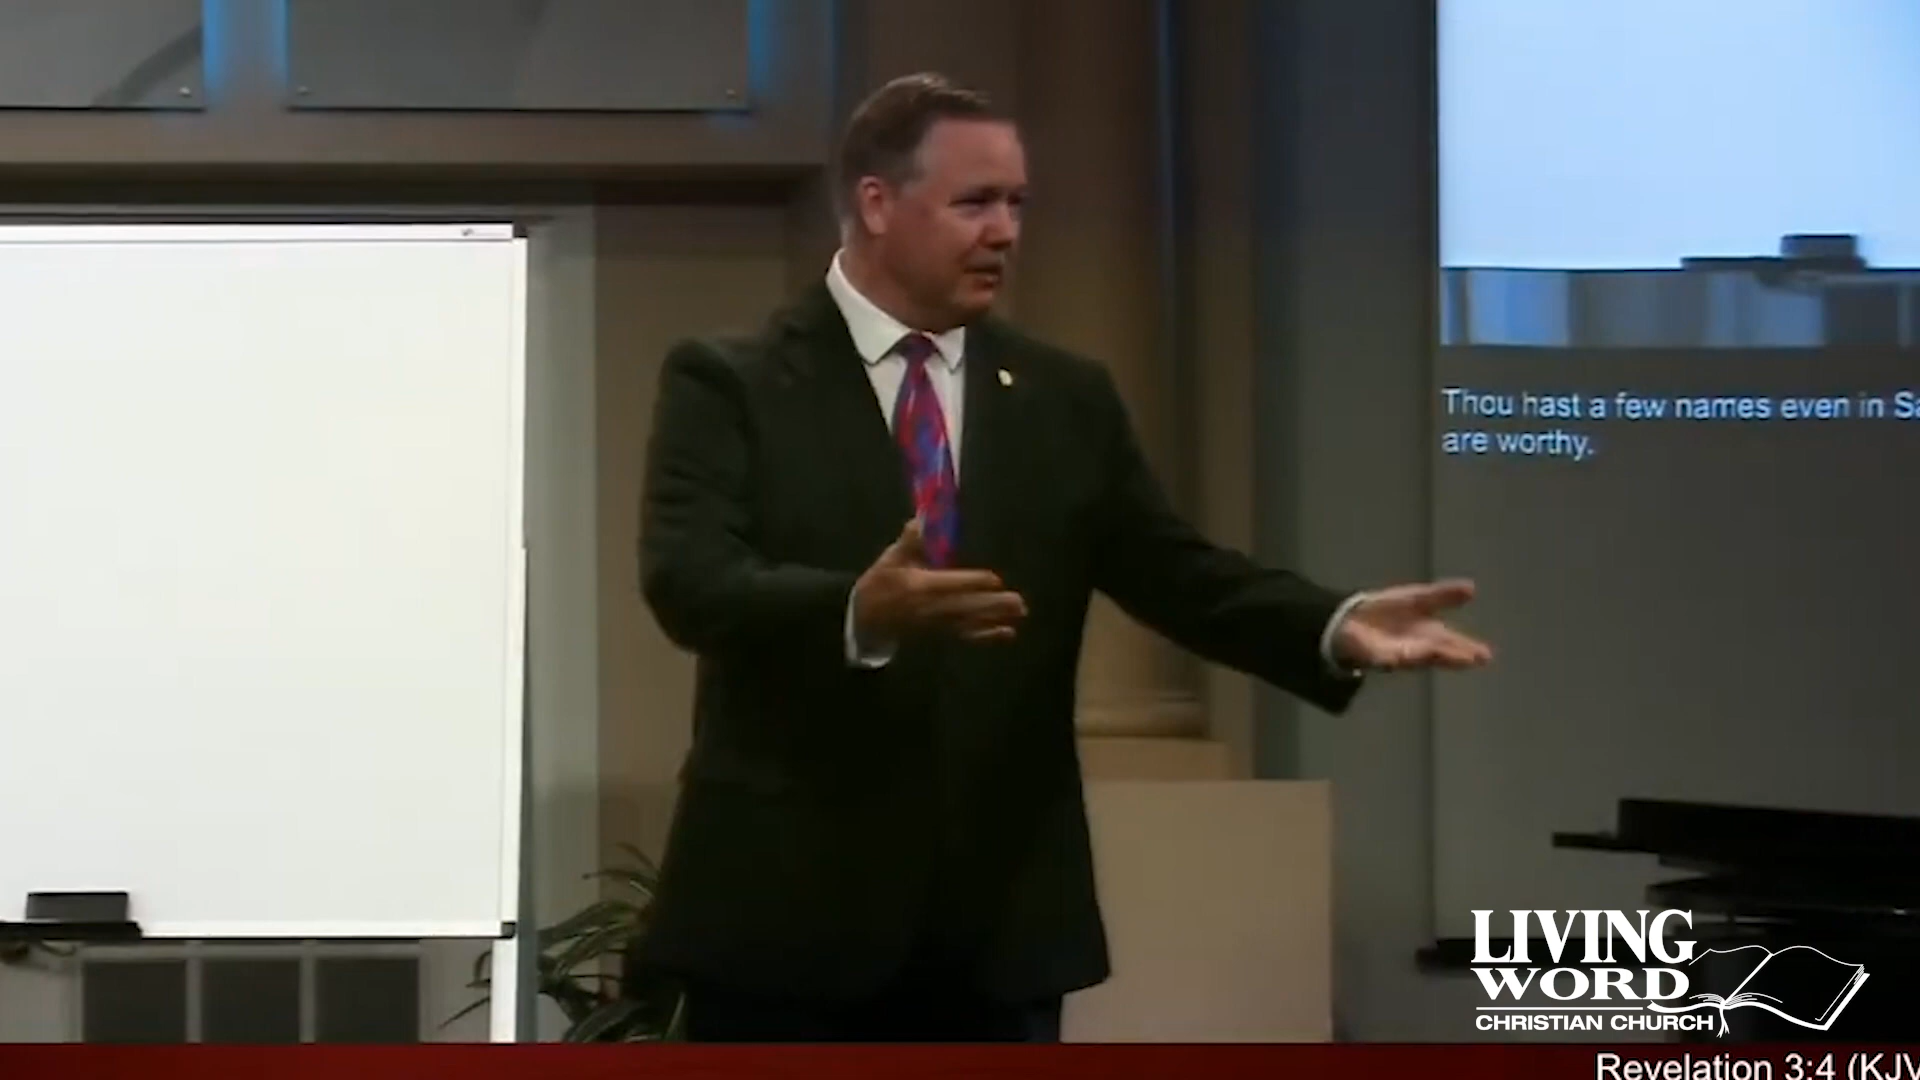 Thou hast a few names even in Sa
are worthy.
LIVING
WORD
CHRISTIAN CHURCH
Revelation 3:4 (KJV